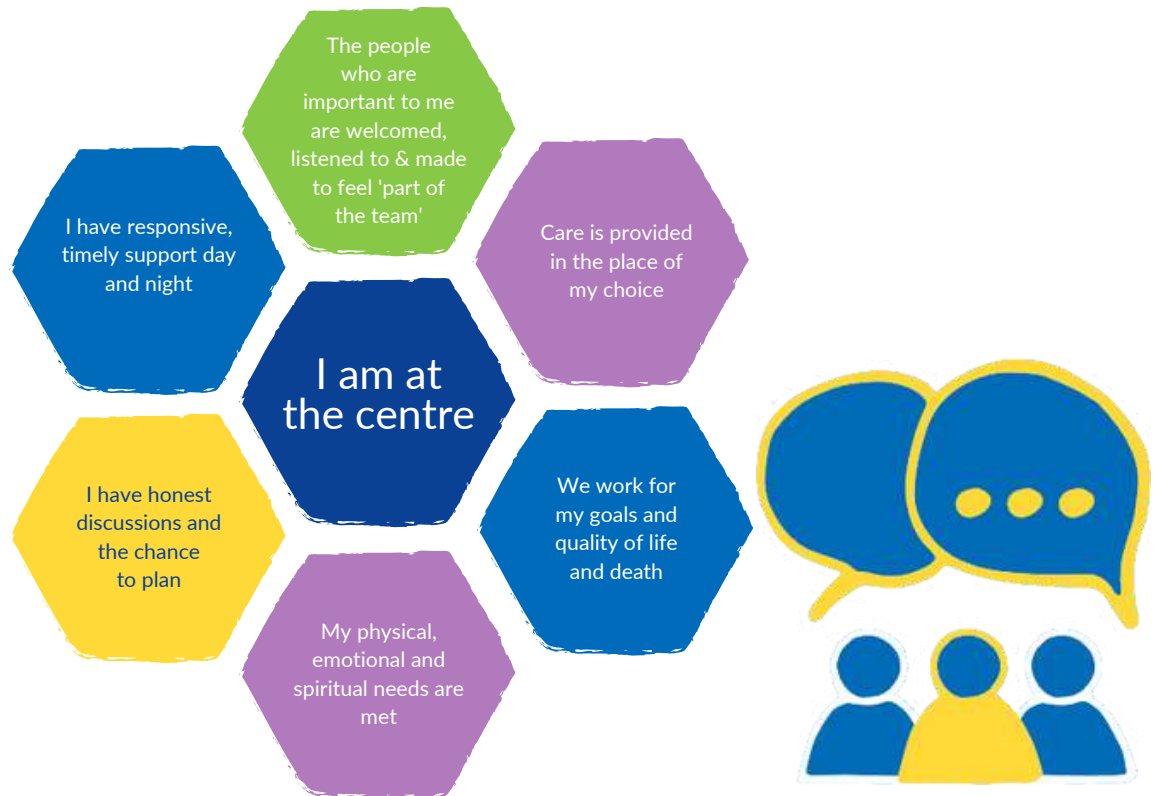 The people
who are
important to me
are welcomed,
listened to & made
to feel 'part of
the team'
I have responsive,
timely support day
and night
Care is provided
in the place of
my choice
I am at
the centre
I have honest
discussions and
the chance
to plan
We work for
my goals and
quality of life
and death
My physical,
emotional and
spiritual needs are
met